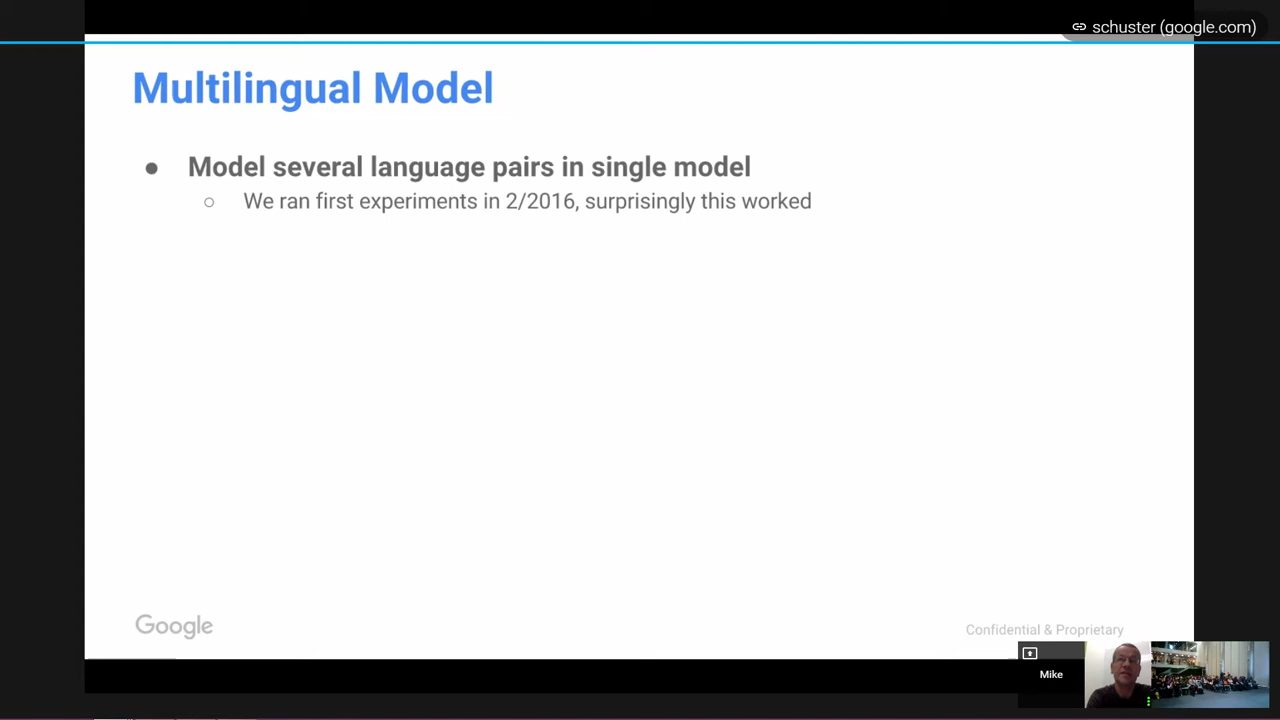 schuster (google.com)
Multilingual Model
● Model several language pairs in single model
○ We ran first experiments in 2/2016, surprisingly this worked
Google
Confidential & Proprietary
Mike